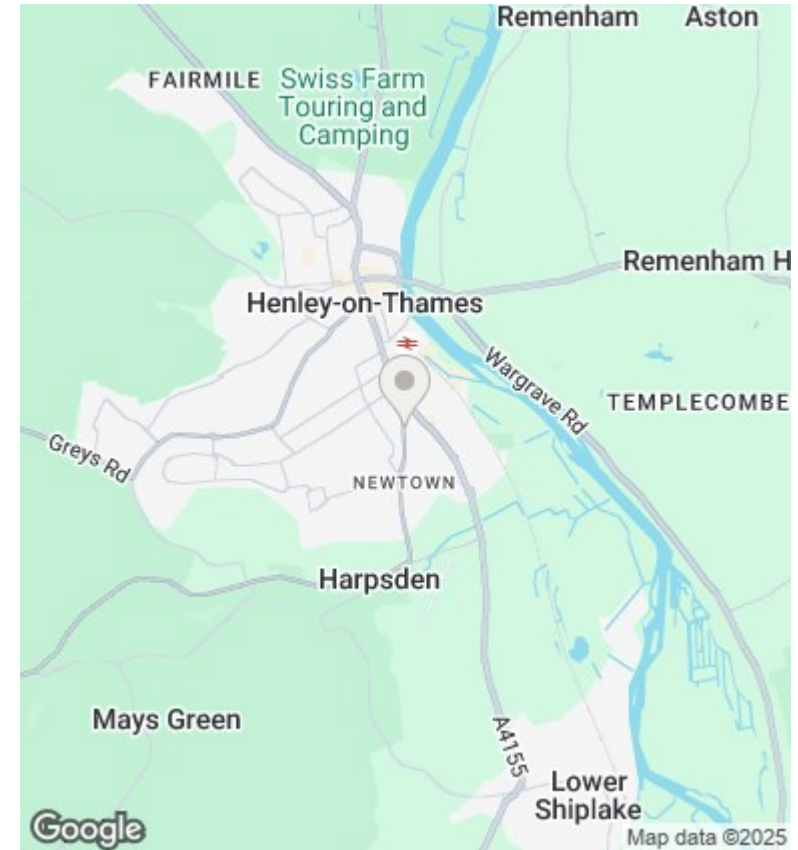 Remenham
Aston
FAIRMILE
Swiss Farm
Touring and
Camping
Remenham H
Henley-on-Thames
Wargrave Rd
TEMPLECOMBE
Greys Rd
NEWTOWN
Harpsden
Mays Green
A4155
Lower
Shiplake
Google
Map data ©2025